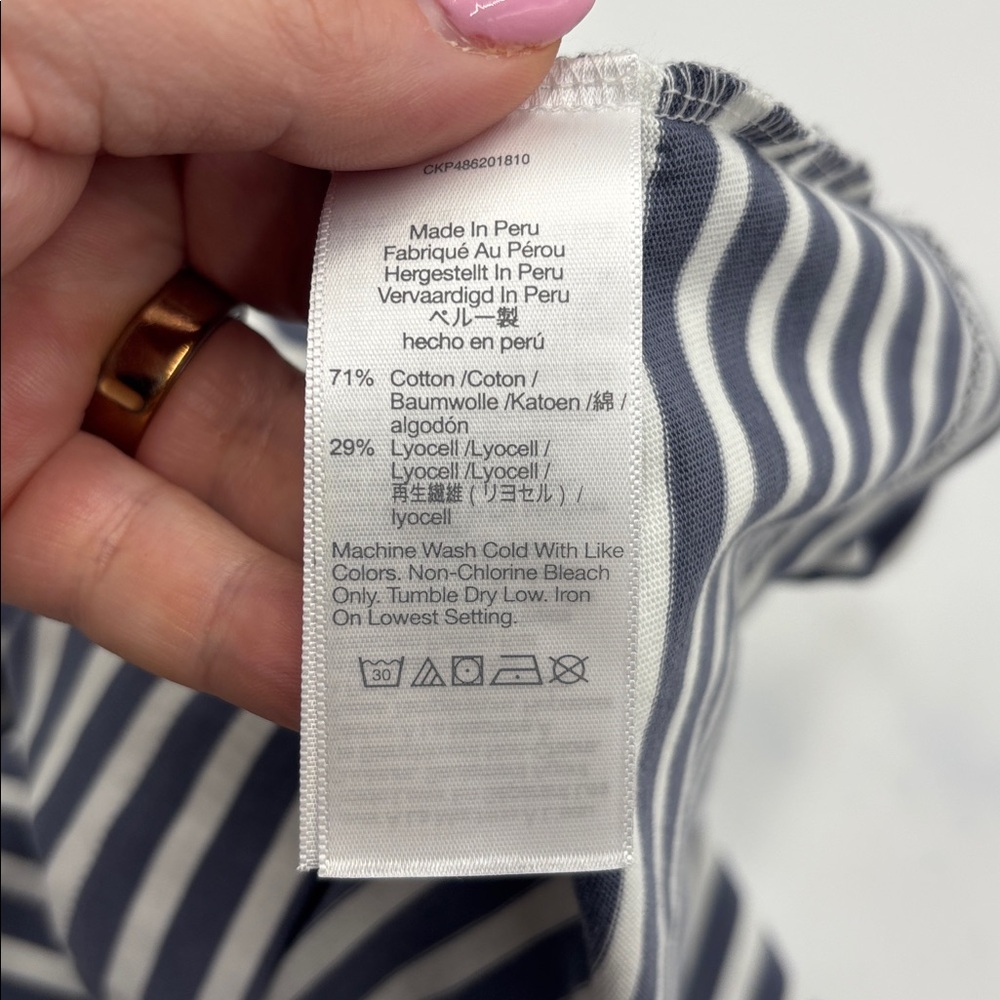 CKP486201810
Made In Peru
Fabriqué Au Pérou
Hergestellt In Peru
Vervaardigd In Peru
ペルー製
hecho en perú
71% Cotton /Coton /
Baumwolle /Katoen /綿 /
algodón
29% Lyocell /Lyocell /
Lyocell /Lyocell /
再生繊維 ( リヨセル ) /
lyocell
Machine Wash Cold With Like
Colors. Non-Chlorine Bleach
Only. Tumble Dry Low. Iron
On Lowest Setting.
30